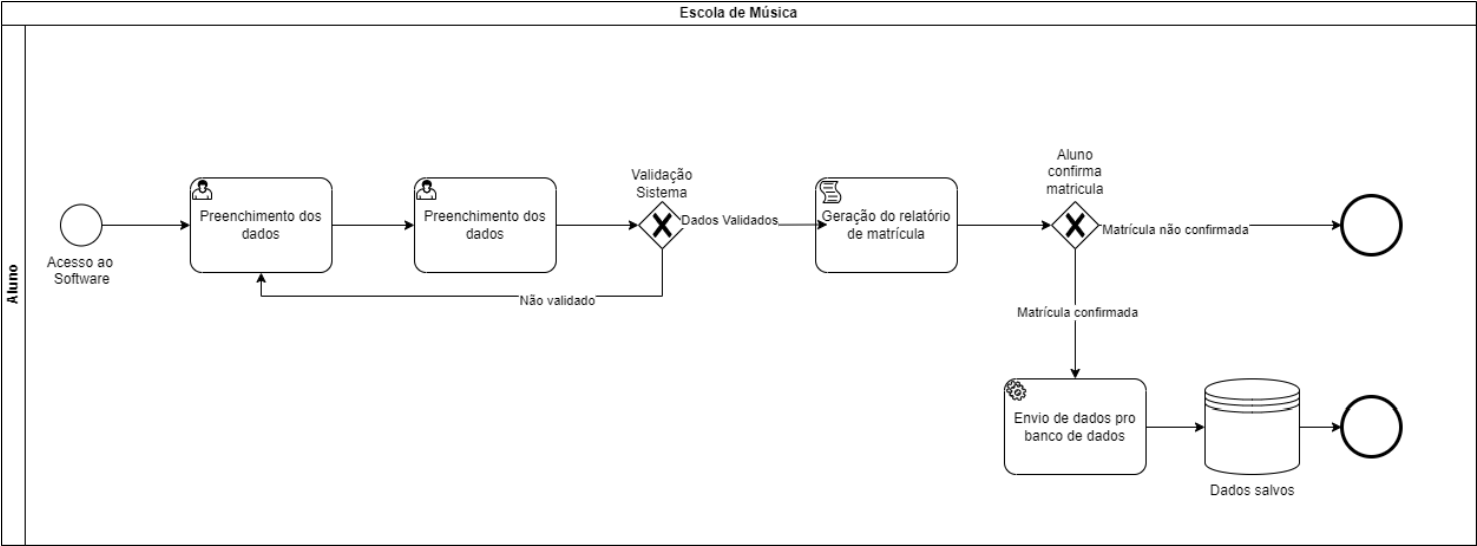 Escola de Música
Aluno
Acesso ao
Software
Preenchimento dos
dados
Preenchimento dos
dados
Validação
Sistema
Dados Validados
Não validado
Geração do relatório
de matrícula
Aluno
confirma
matricula
Matrícula não confirmada
Matrícula confirmada
Envio de dados pro
banco de dados
Dados salvos